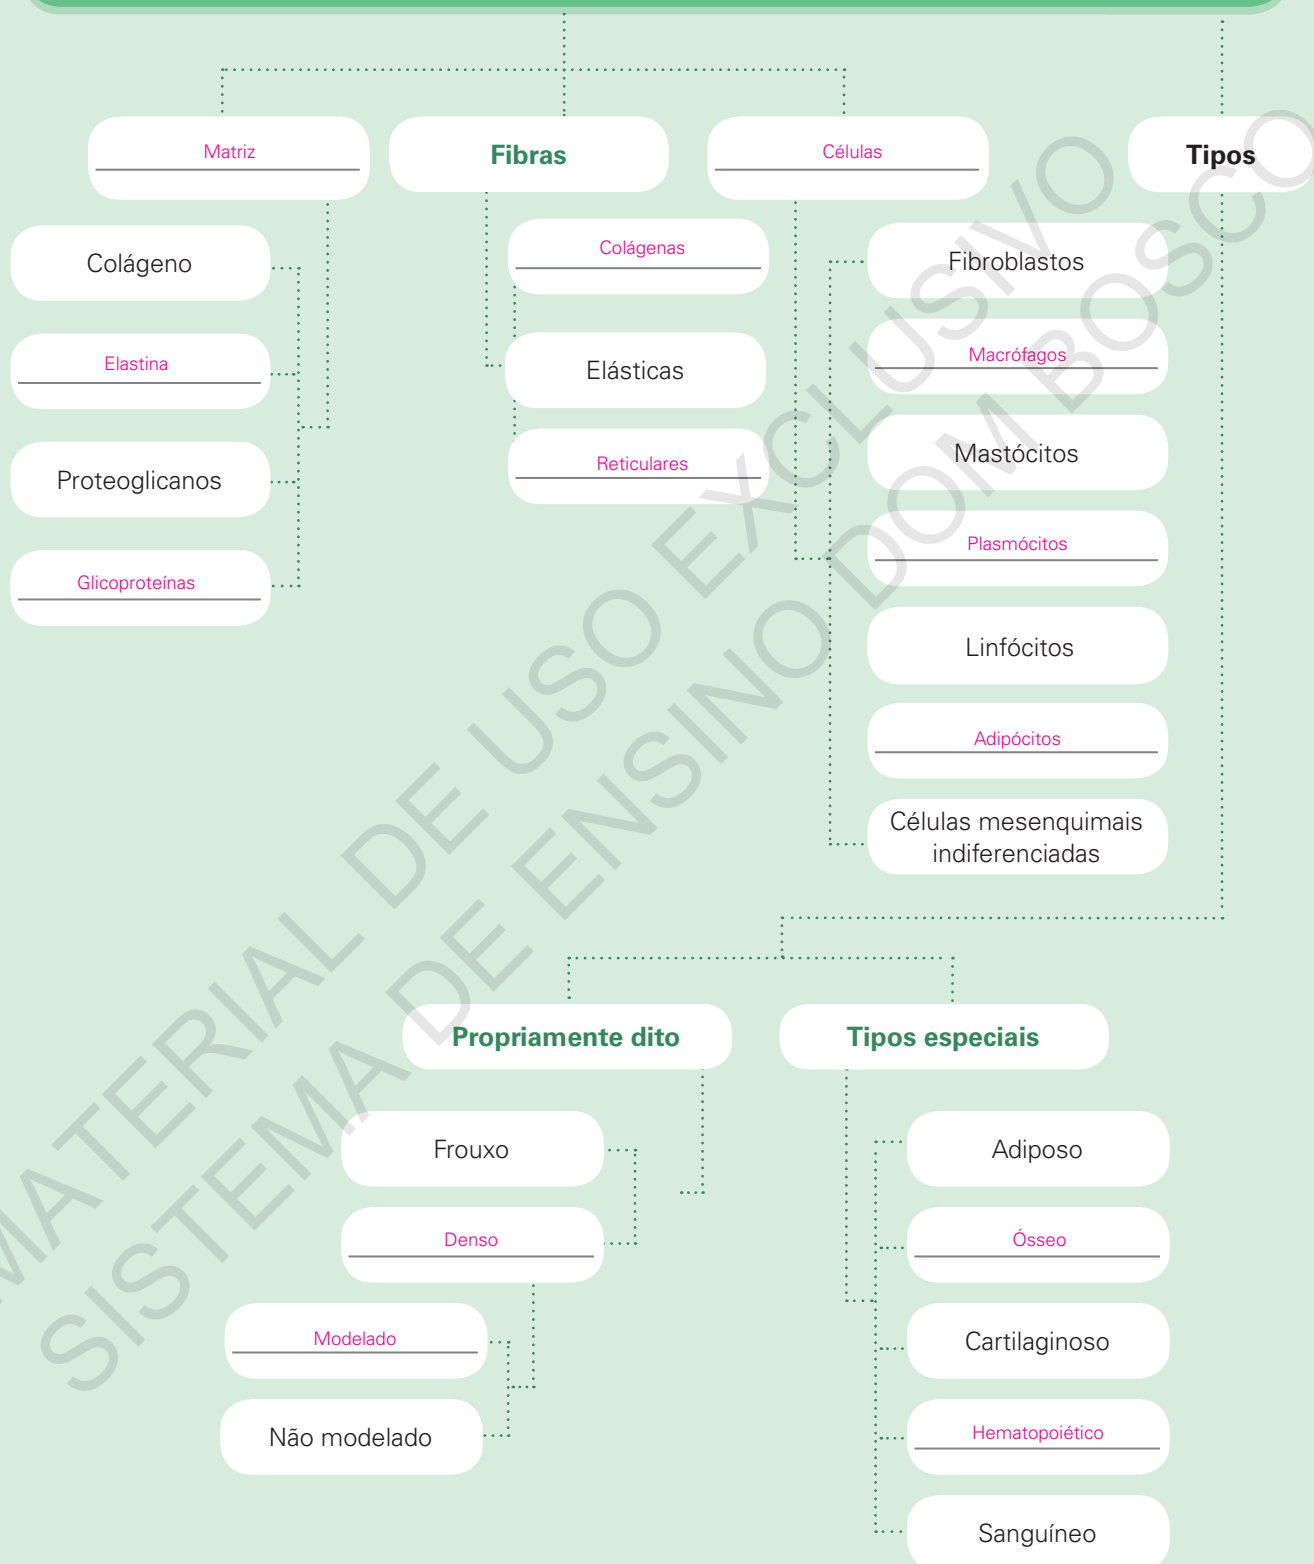 Matriz
Fibras
Células
Tipos
Colágeno
Elastina
Proteoglicanos
Glicoproteínas
Colágenas
Elásticas
Reticulares
Fibroblastos
Macrófagos
Mastócitos
Plasmócitos
Linfócitos
Adipócitos
Células mesenquimais
indiferenciadas
Propriamente dito
Tipos especiais
Frouxo
Denso
Modelado
Não modelado
Adiposo
Ósseo
Cartilaginoso
Hematopoiético
Sanguíneo
MATERIAL DE USO EXCLUSIVO
SISTEMA DE ENSINO DOM BOSCO